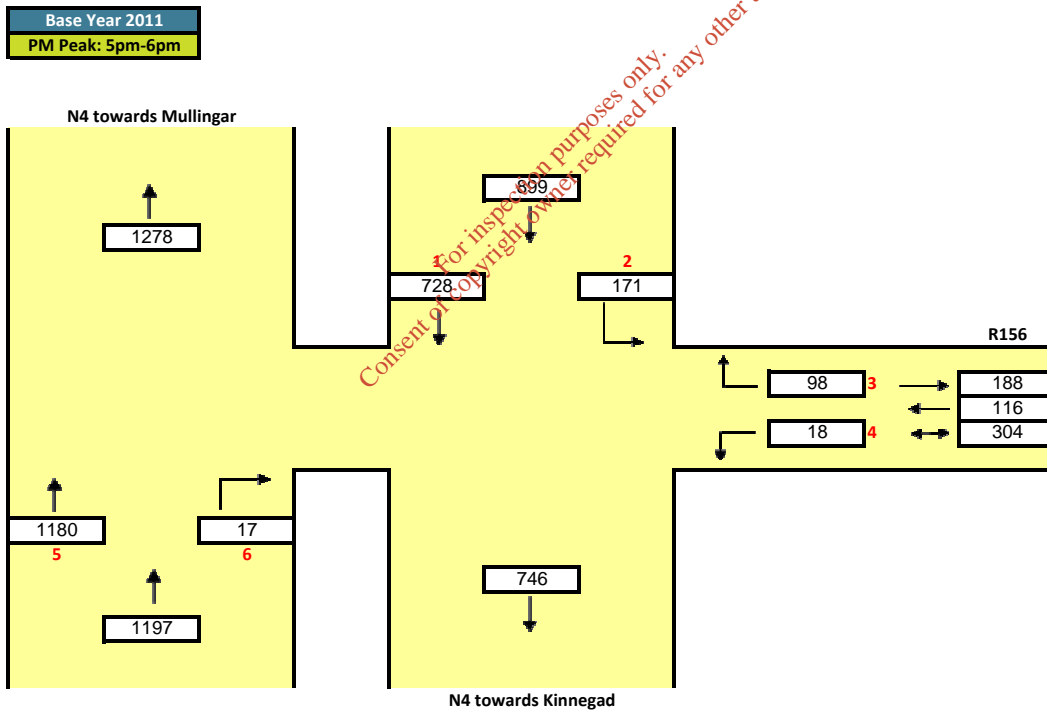 Base Year 2011
PM Peak: 5pm-6pm
N4 towards Mullingar
1278
899
1
728
2
171
R156
98 3
188
116
18 4
304
1180
5
17
6
1197
746
N4 towards Kinnegad
For inspection purposes only.
Consent of copyright owner required for any other